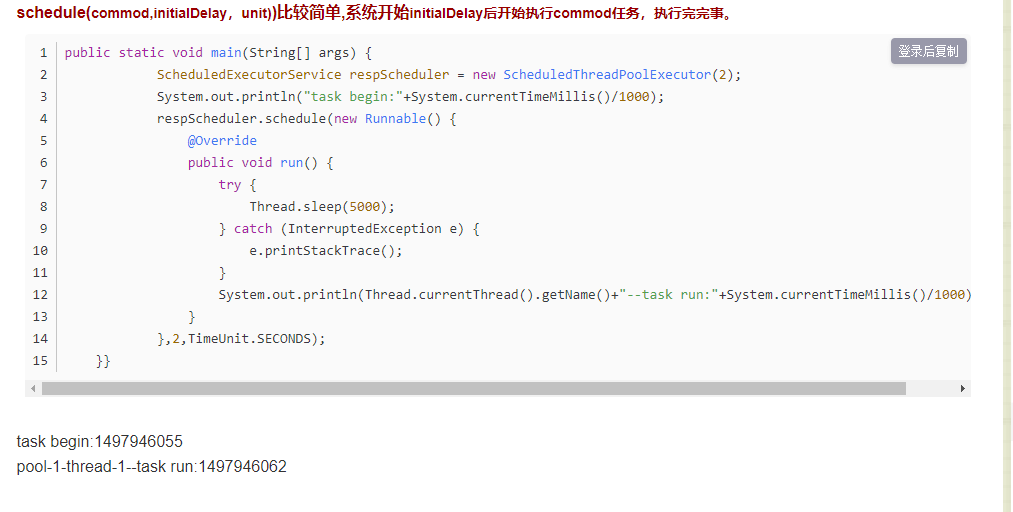 schedule(commod,initialDelay，unit))比较简单,系统开始initialDelay后开始执行commod任务，执行完完事。
登录后复制
1 public static void main(String[] args) {
2 ScheduledExecutorService respScheduler = new ScheduledThreadPoolExecutor(2);
3 System.out.println("task begin:"+System.currentTimeMillis()/1000);
4 respScheduler.schedule(new Runnable() {
5 @Override
6 public void run() {
7 try {
8 Thread.sleep(5000);
9 } catch (InterruptedException e) {
10 e.printStackTrace();
11 }
12 System.out.println(Thread.currentThread().getName()+"--task run:"+System.currentTimeMillis()/1000)
13 }
14 },2,TimeUnit.SECONDS);
15 }}
task begin:1497946055
pool-1-thread-1--task run:1497946062